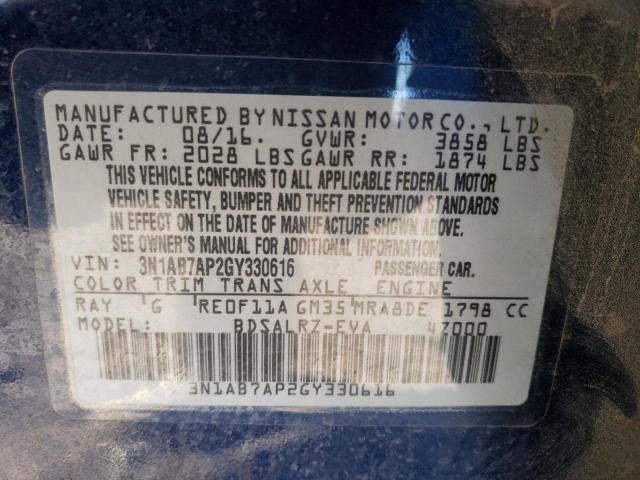 MANUFACTURED BY NISSAN MOTOR CO., LTD.
DATE: 08/16. GVWR: 3858 LBS
GAWR FR: 2028 LBS GAWR RR: 1874 LBS
THIS VEHICLE CONFORMS TO ALL APPLICABLE FEDERAL MOTOR
VEHICLE SAFETY, BUMPER AND THEFT PREVENTION STANDARDS
IN EFFECT ON THE DATE OF MANUFACTURE SHOWN ABOVE.
SEE OWNER'S MANUAL FOR ADDITIONAL INFORMATION.
VIN: 3N1AB7AP2GY330616 PASSENGER CAR.
COLOR TRIM TRANS AXLE ENGINE
RAY G RE0F11A GM35 MRA8DE 1798 CC
MODEL: BDSALRZ-EVA 4Z000
3N1AB7AP2GY330616